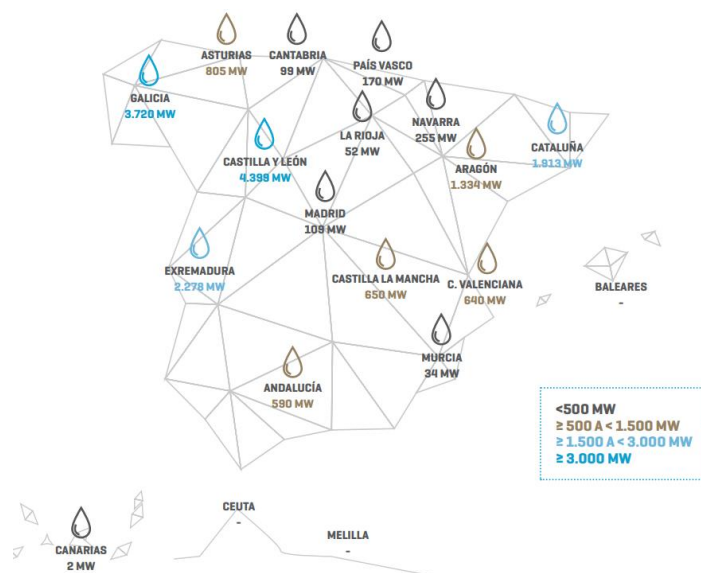 ASTURIAS
805 MW
CANTABRIA
99 MW
PAÍS VASCO
170 MW
GALICIA
3.720 MW
NAVARRA
255 MW
LA RIOJA
52 MW
CATALUÑA
1.913 MW
CASTILLA Y LEÓN
4.399 MW
ARAGÓN
1.334 MW
MADRID
109 MW
EXREMADURA
2.278 MW
CASTILLA LA MANCHA
650 MW
C. VALENCIANA
640 MW
BALEARES
-
MURCIA
34 MW
ANDALUCÍA
590 MW
<500 MW
≥ 500 A < 1.500 MW
≥ 1.500 A < 3.000 MW
≥ 3.000 MW
CEUTA
-
MELILLA
-
CANARIAS
2 MW